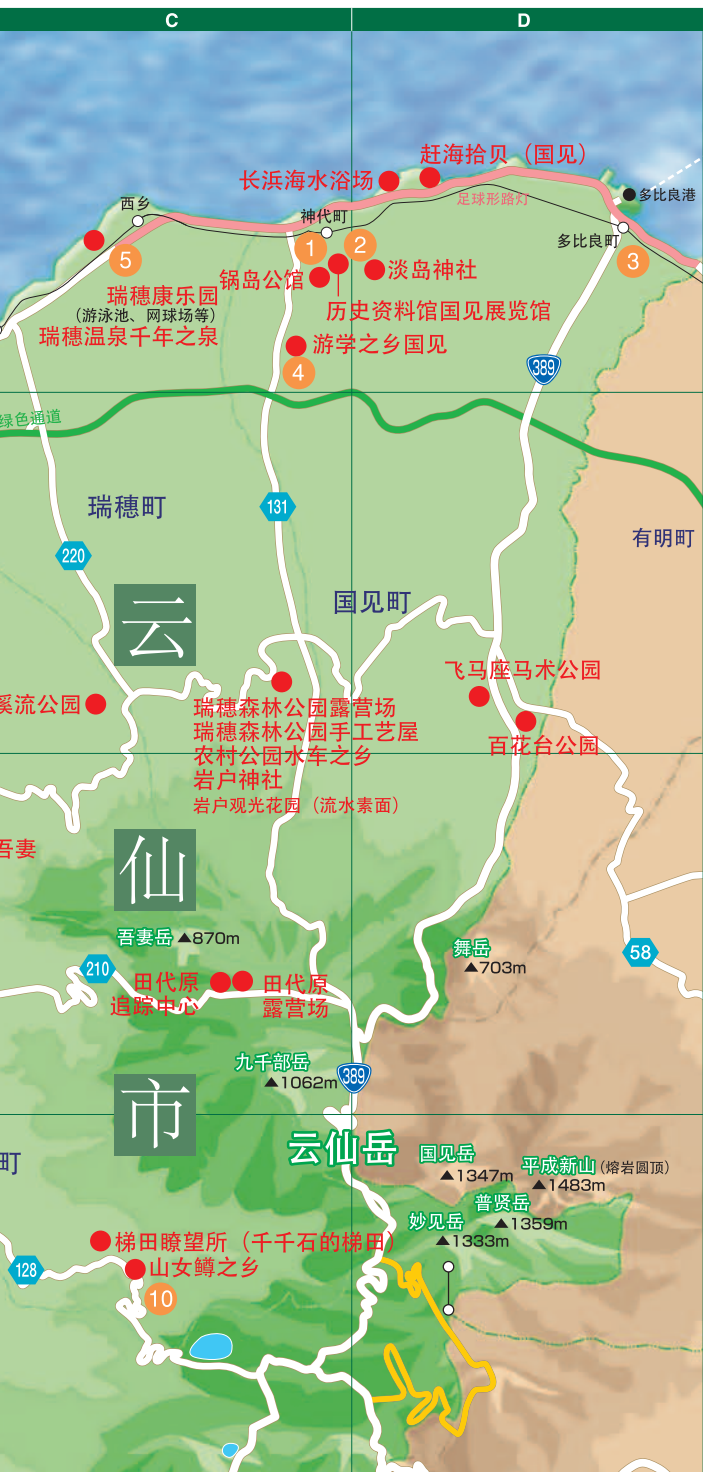 C
D
赶海拾贝（国见）
长浜海水浴场
多比良港
足球形路灯
西乡
神代町
多比良町
1
2
5
3
淡岛神社
锅岛公馆
瑞穗康乐园
历史资料馆国见展览馆
（游泳池、网球场等）
瑞穗温泉千年之泉
游学之乡国见
4
389
绿色通道
瑞穗町
131
有明町
220
国见町
云
飞马座马术公园
溪流公园
瑞穗森林公园露营场
瑞穗森林公园手工艺屋
百花台公园
农村公园水车之乡
岩户神社
岩户观光花园（流水素面）
吾妻
仙
吾妻岳
▲870m
舞岳
58
210
▲703m
田代原
追踪中心
田代原
露营场
九千部岳
▲1062m
389
市
云仙岳
国见岳
▲1347m
平成新山（熔岩圆顶）
▲1483m
町
普贤岳
▲1359m
妙见岳
▲1333m
梯田瞭望所（千千石的梯田）
128
山女鳟之乡
10